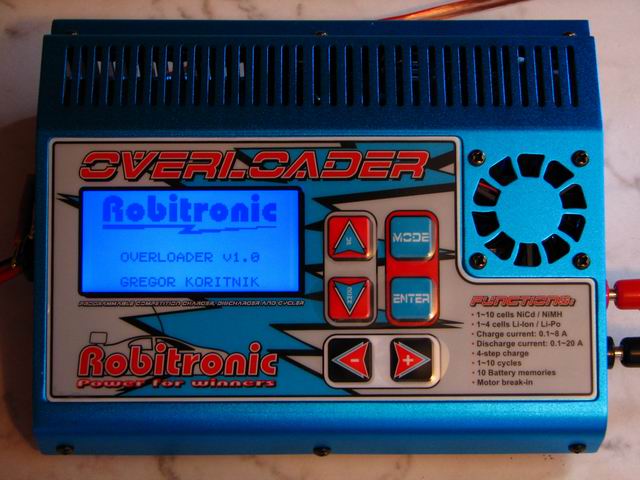 OVERLOADER
Robitronic
OVERLOADER v1.0
GREGOR KORITNIK
PROGRAMMABLE COMPETITION CHARGER, DISCHARGER AND CYCLER
Robitronic
Power for winners
MODE
ENTER
-
+
FUNCTIONS:
• 1~10 cells NiCd / NiMH
• 1~4 cells Li-Ion / Li-Po
• Charge current: 0.1~8 A
• Discharge current: 0.1~20 A
• 4-step charge
• 1~10 cycles
• 10 Battery memories
• Motor break-in